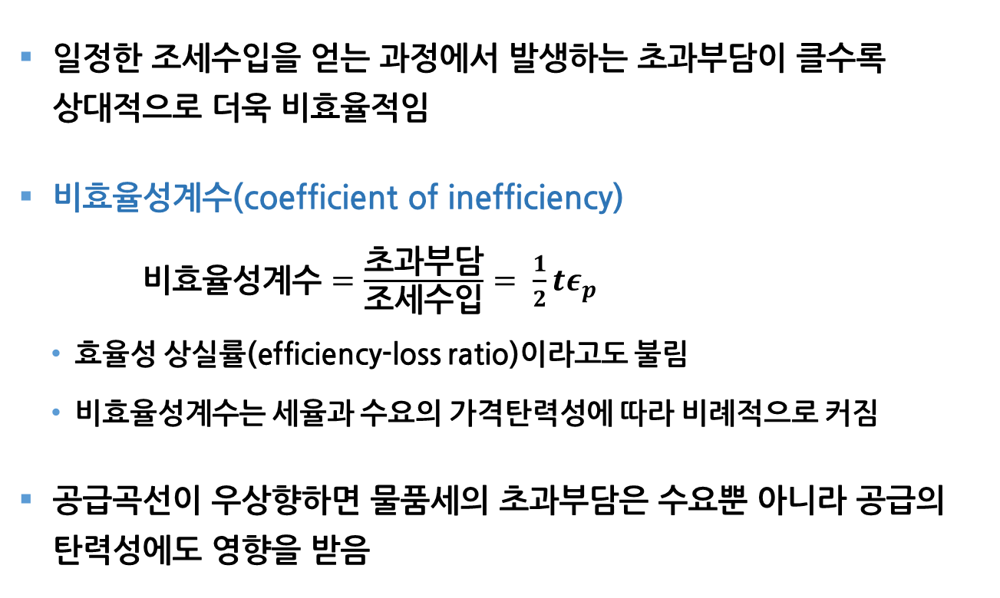 ▪ 일정한 조세수입을 얻는 과정에서 발생하는 초과부담이 클수록
상대적으로 더욱 비효율적임
▪ 비효율성계수(coefficient of inefficiency)
비효율성계수 = 초과부담/조세수입 = 1/2 tϵ_p
• 효율성 상실률(efficiency-loss ratio)이라고도 불림
• 비효율성계수는 세율과 수요의 가격탄력성에 따라 비례적으로 커짐
▪ 공급곡선이 우상향하면 물품세의 초과부담은 수요뿐 아니라 공급의
탄력성에도 영향을 받음